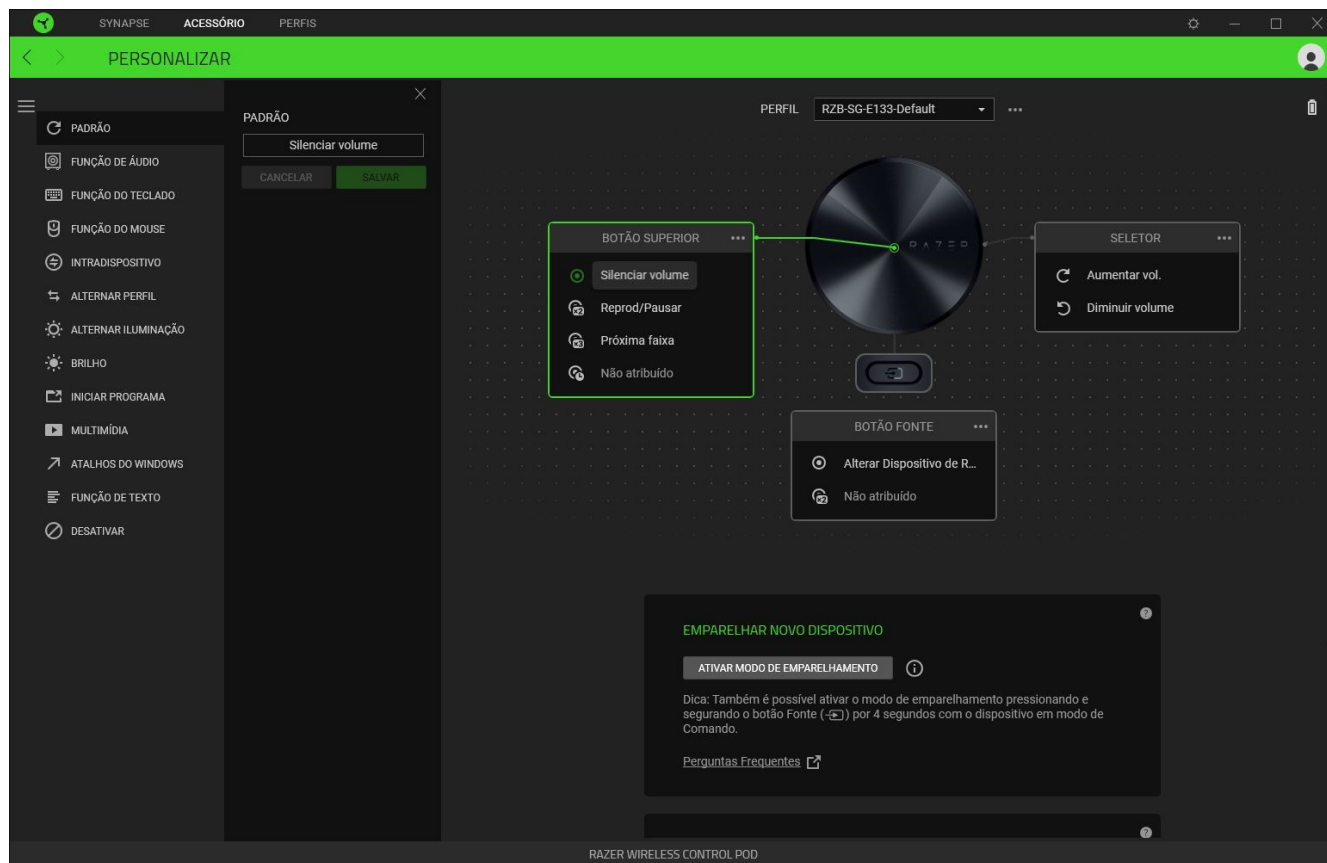 SYNAPSE ACESSÓRIO PERFIS
PERSONALIZAR
PADRÃO
FUNÇÃO DE ÁUDIO
FUNÇÃO DO TECLADO
FUNÇÃO DO MOUSE
INTRADISPOSITIVO
ALTERNAR PERFIL
ALTERNAR ILUMINAÇÃO
BRILHO
INICIAR PROGRAMA
MULTIMÍDIA
ATALHOS DO WINDOWS
FUNÇÃO DE TEXTO
DESATIVAR
PADRÃO
Silenciar volume
CANCELAR SALVAR
PERFIL RZB-SG-E133-Default
BOTÃO SUPERIOR
Silenciar volume
x2 Reprod/Pausar
x3 Próxima faixa
Não atribuído
RAZER
SELETOR
Aumentar vol.
Diminuir volume
BOTÃO FONTE
Alterar Dispositivo de R...
x2 Não atribuído
EMPARELHAR NOVO DISPOSITIVO
ATIVAR MODO DE EMPARELHAMENTO
Dica: Também é possível ativar o modo de emparelhamento pressionando e
segurando o botão Fonte ( ) por 4 segundos com o dispositivo em modo de
Comando.
Perguntas Frequentes
RAZER WIRELESS CONTROL POD